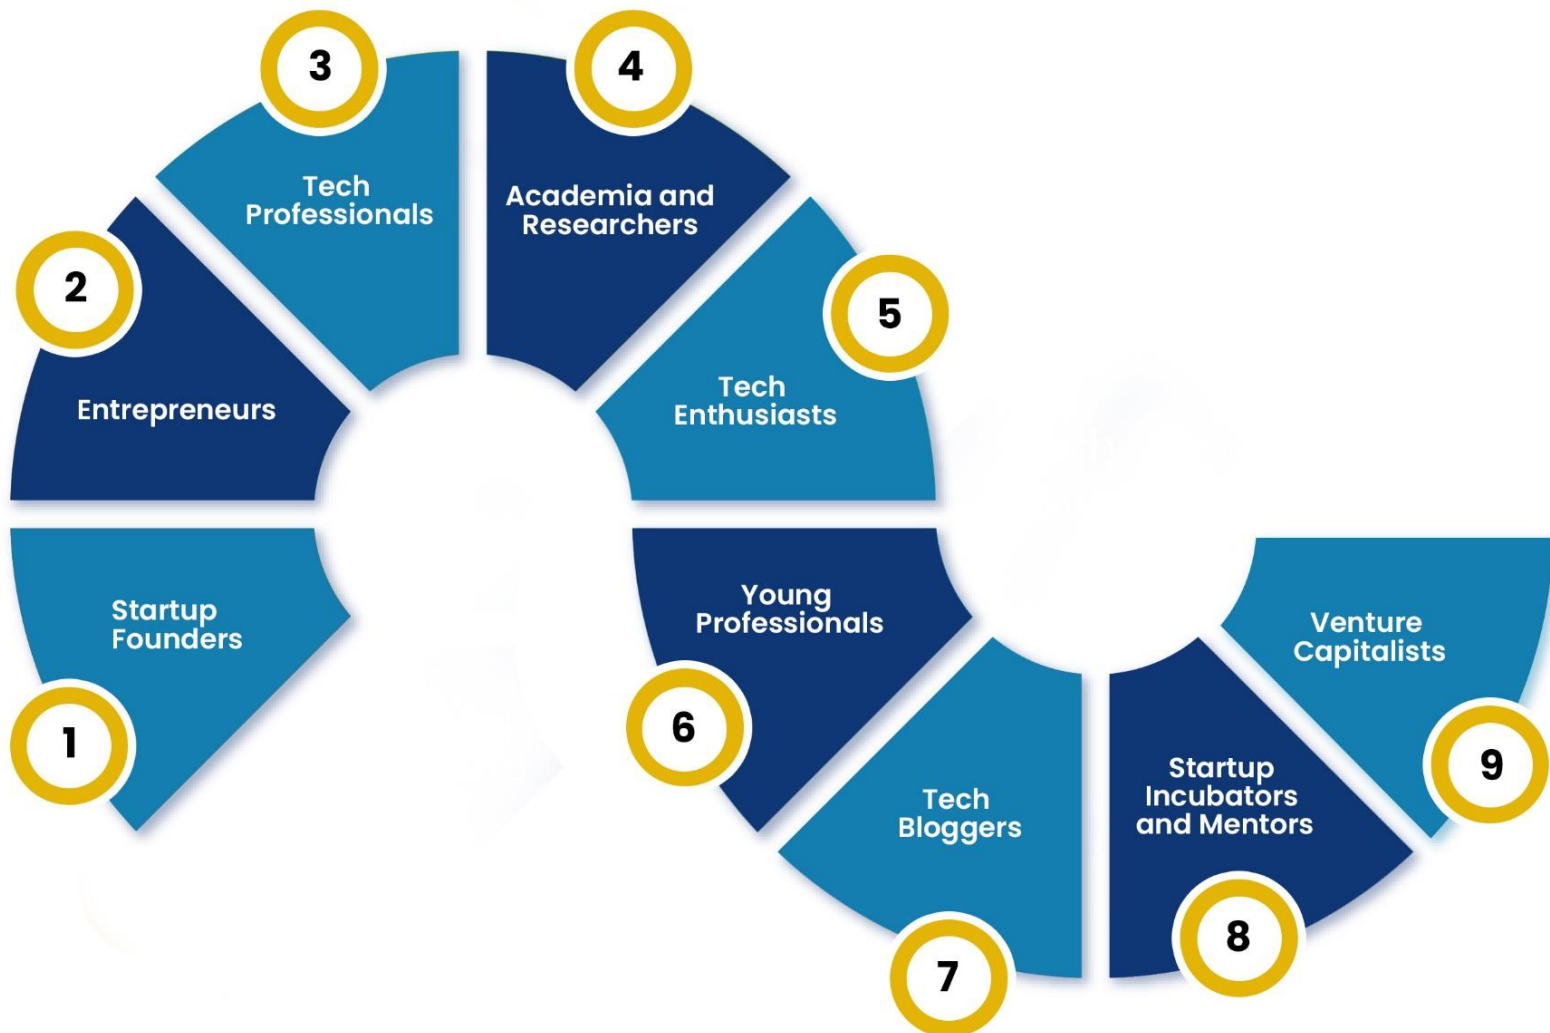 1
Startup
Founders
2
Entrepreneurs
3
Tech
Professionals
4
Academia and
Researchers
5
Tech
Enthusiasts
6
Young
Professionals
7
Tech
Bloggers
8
Startup
Incubators
and Mentors
9
Venture
Capitalists